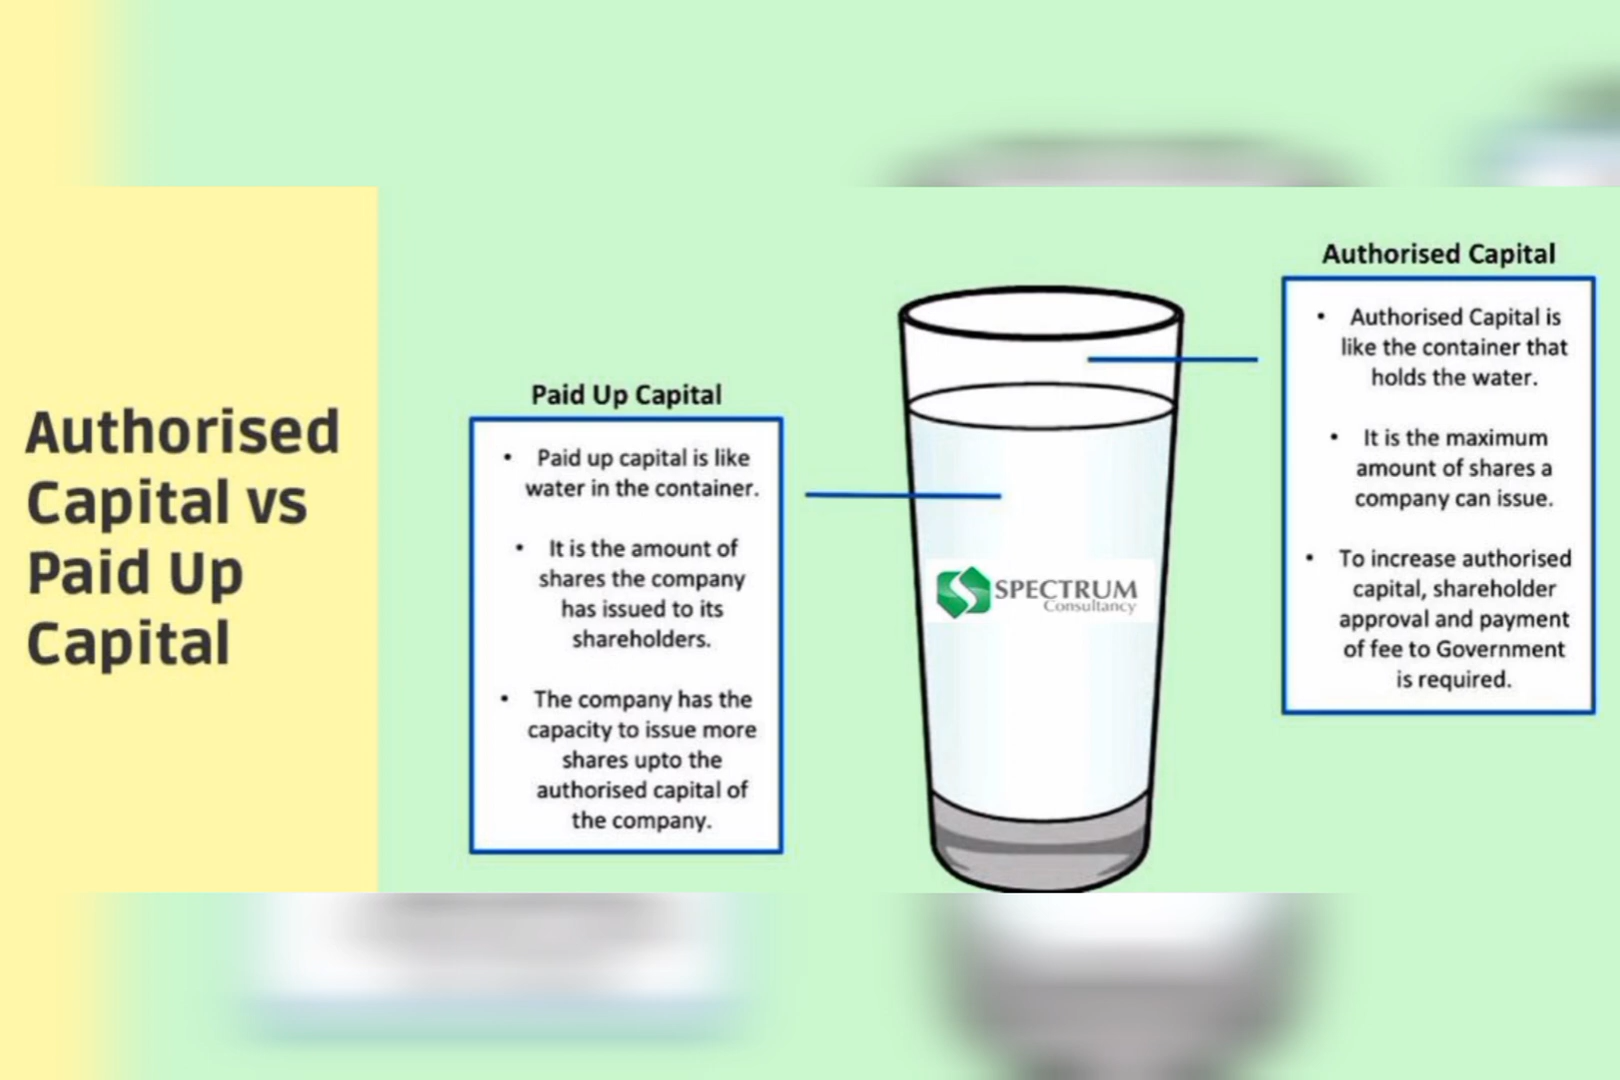 Authorised
Capital vs
Paid Up
Capital
Paid Up Capital
• Paid up capital is like
water in the container.
• It is the amount of
shares the company
has issued to its
shareholders.
• The company has the
capacity to issue more
shares upto the
authorised capital of
the company.
SPECTRUM
Consultancy
Authorised Capital
• Authorised Capital is
like the container that
holds the water.
• It is the maximum
amount of shares a
company can issue.
• To increase authorised
capital, shareholder
approval and payment
of fee to Government
is required.